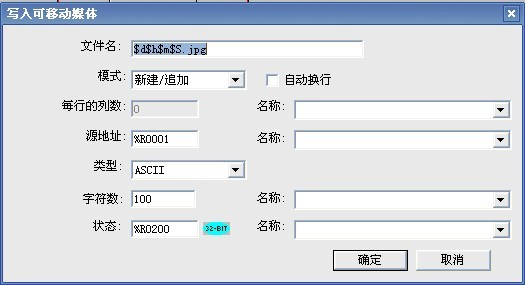 写入可移动媒体
文件名: $d$h$m$S.jpg
模式: 新建/追加 自动换行
每行的列数: 0 名称:
源地址: %R0001 名称:
类型: ASCII
字符数: 100 名称:
状态: %R0200 32-BIT 名称:
确定 取消